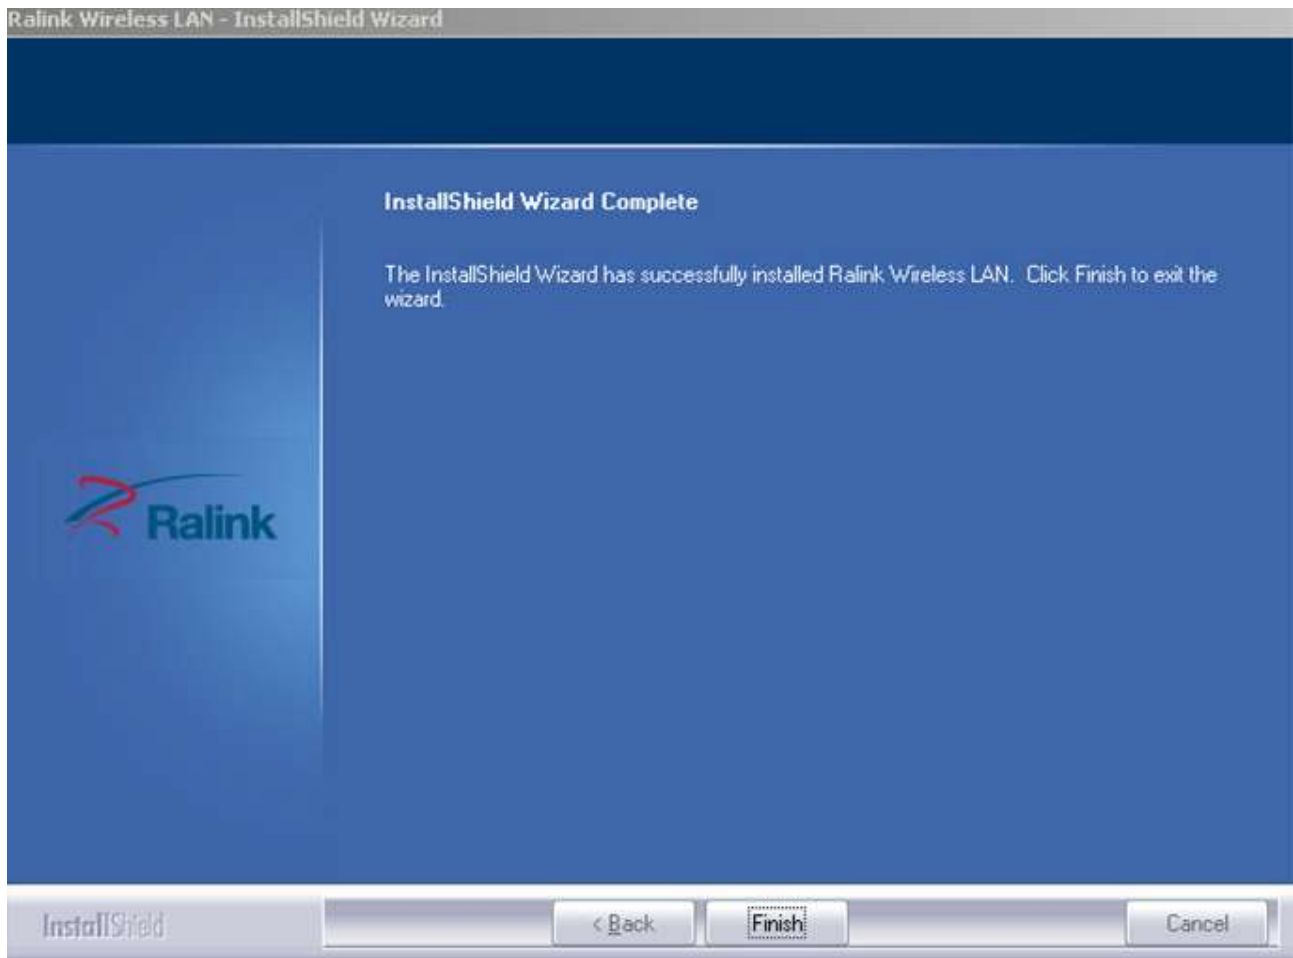 Ralink Wireless LAN - InstallShield Wizard
InstallShield Wizard Complete
The InstallShield Wizard has successfully installed Ralink Wireless LAN.  Click Finish to exit the
wizard.
Ralink
InstallShield
< Back
Finish
Cancel